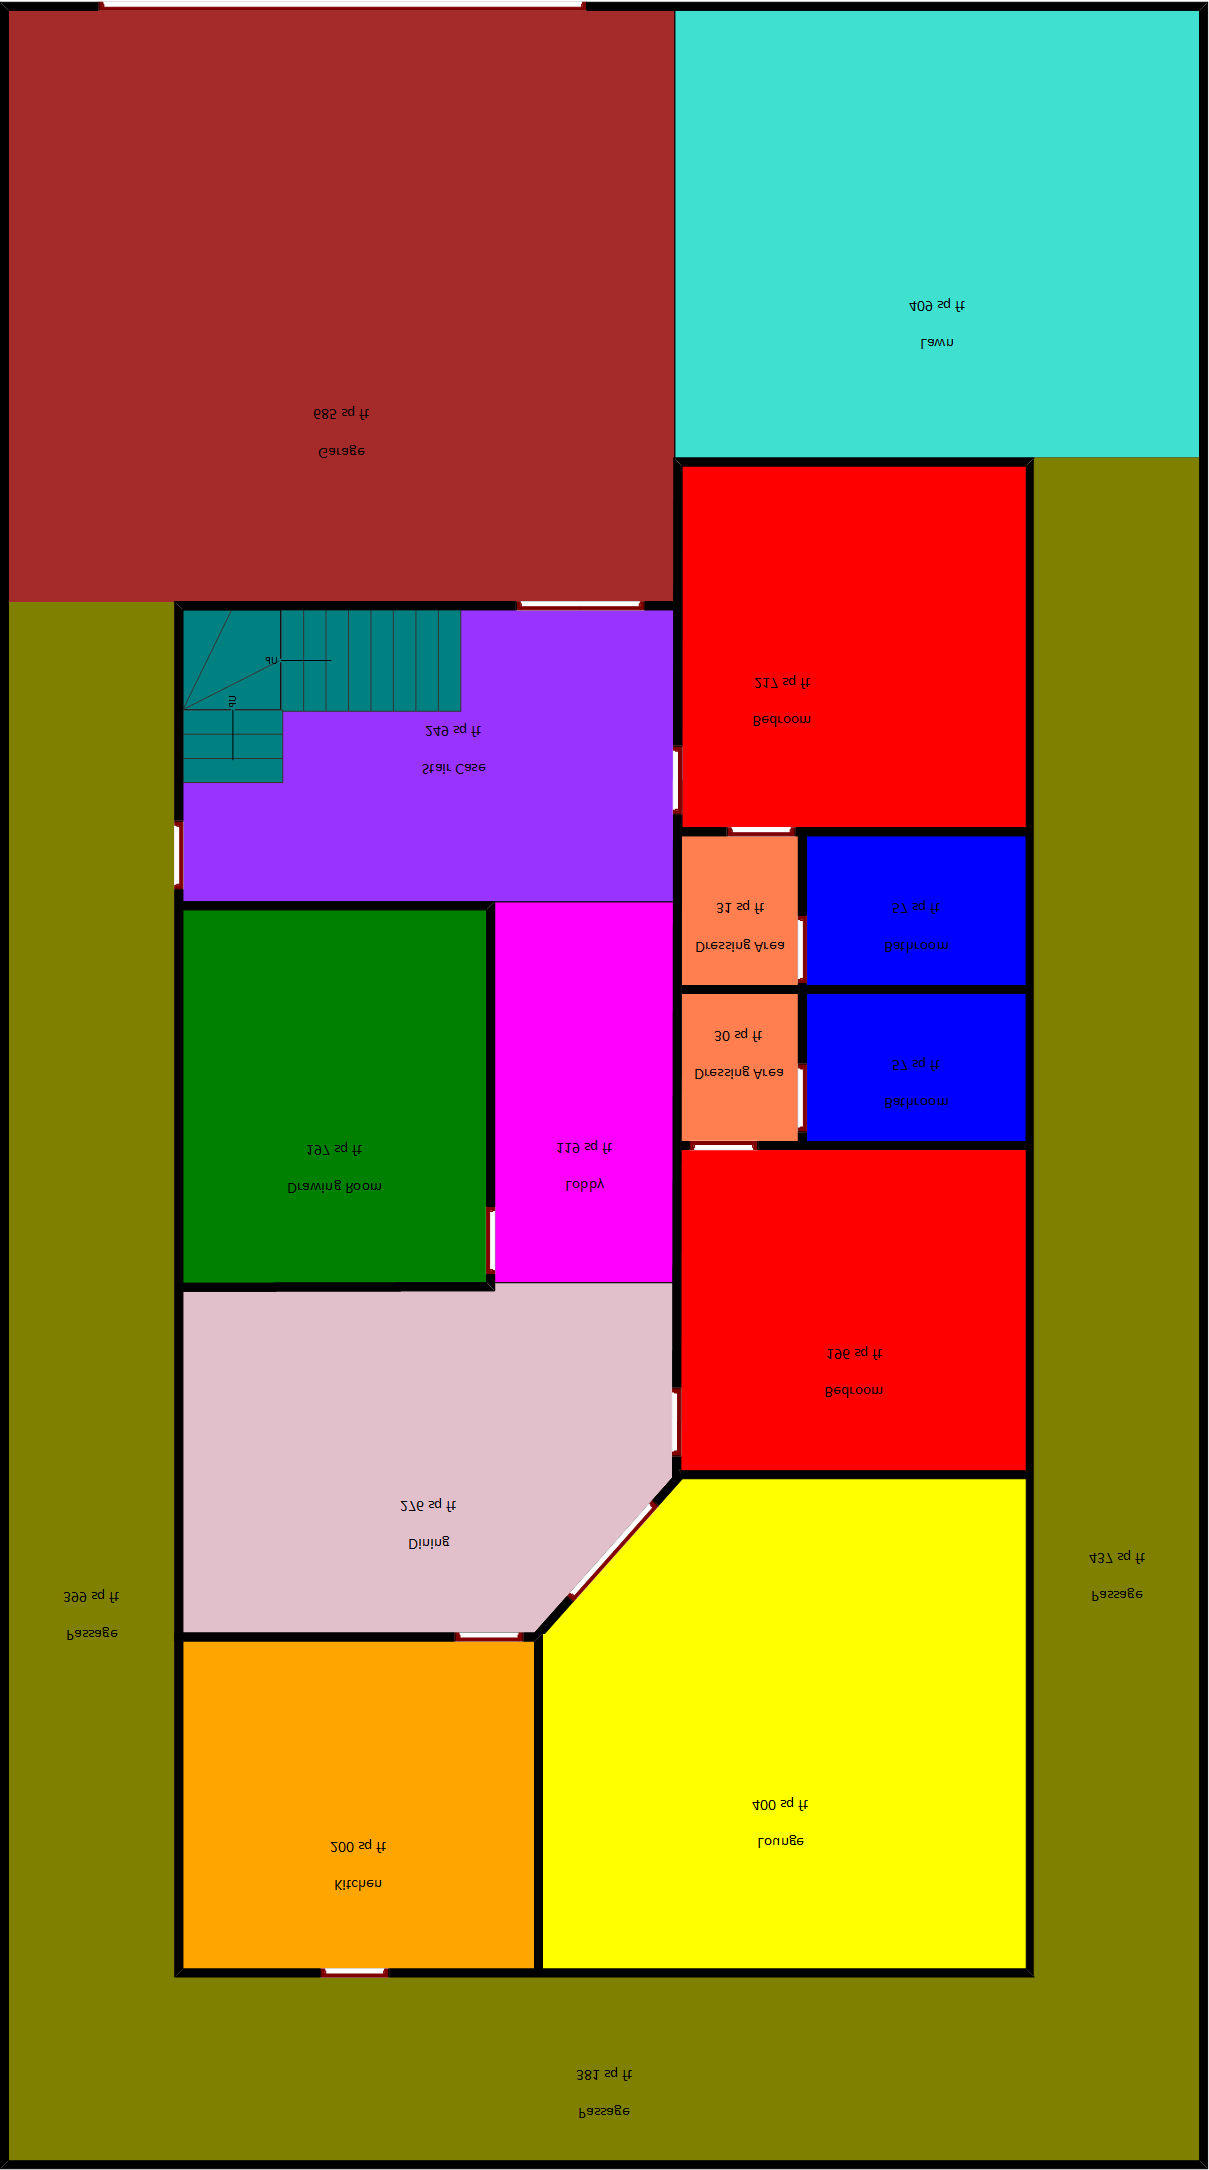 Lawn
409 sq ft
Garage
685 sq ft
up
up
Bedroom
217 sq ft
Stair Case
249 sq ft
Dressing Area
31 sq ft
Bathroom
57 sq ft
Dressing Area
30 sq ft
Bathroom
57 sq ft
Drawing Room
197 sq ft
Lobby
119 sq ft
Bedroom
196 sq ft
Dining
276 sq ft
Passage
399 sq ft
Passage
437 sq ft
Lounge
400 sq ft
Kitchen
200 sq ft
Passage
381 sq ft